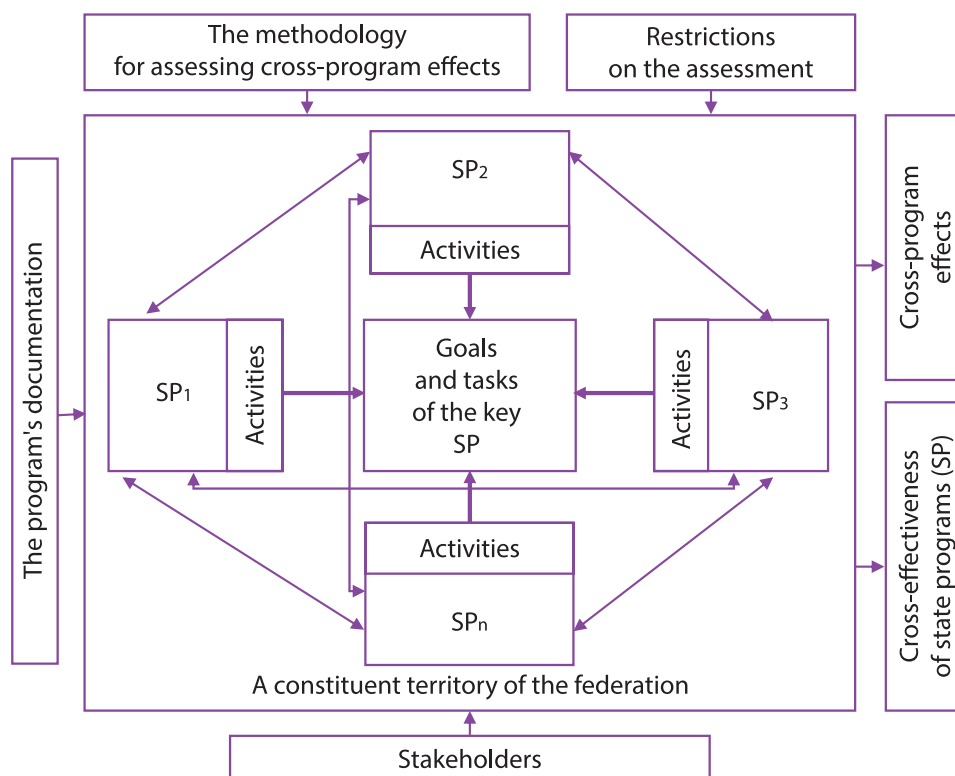 The methodology
for assessing cross-program effects
Restrictions
on the assessment
The program's documentation
SP2
Activities
SP1
Activities
Goals
and tasks
of the key
SP
Activities
SP3
Activities
SPn
A constituent territory of the federation
Cross-program
effects
Cross-effectiveness
of state programs (SP)
Stakeholders